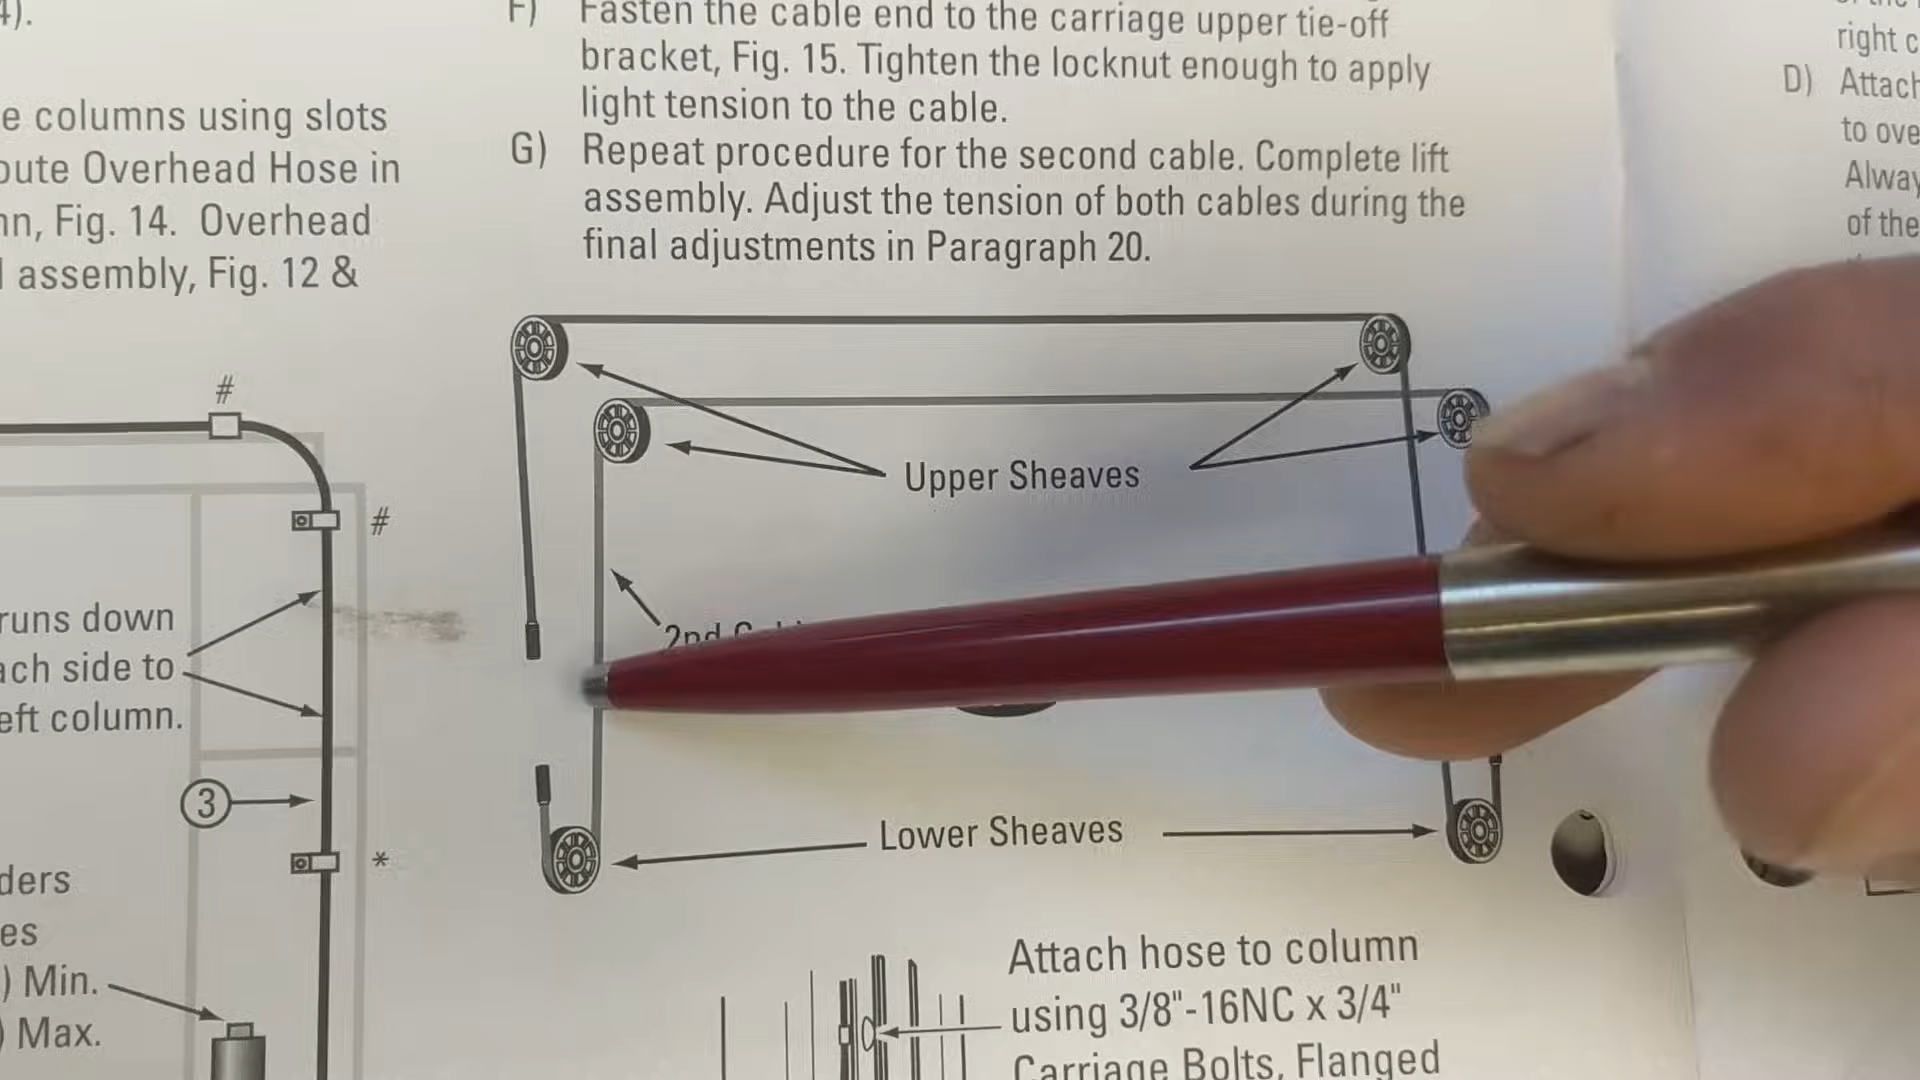 4).
e columns using slots
oute Overhead Hose in
nn, Fig. 14. Overhead
assembly, Fig. 12 &
#
#
runs down
ach side to
eft column.
3
*
ders
es
) Min.
) Max.
F) Fasten the cable end to the carriage upper tie-off
bracket, Fig. 15. Tighten the locknut enough to apply
light tension to the cable.
G) Repeat procedure for the second cable. Complete lift
assembly. Adjust the tension of both cables during the
final adjustments in Paragraph 20.
Upper Sheaves
2nd
Lower Sheaves
Attach hose to column
using 3/8"-16NC x 3/4"
Carriage Bolts, Flanged
right c
D) Attach
to ove
Alway
of the